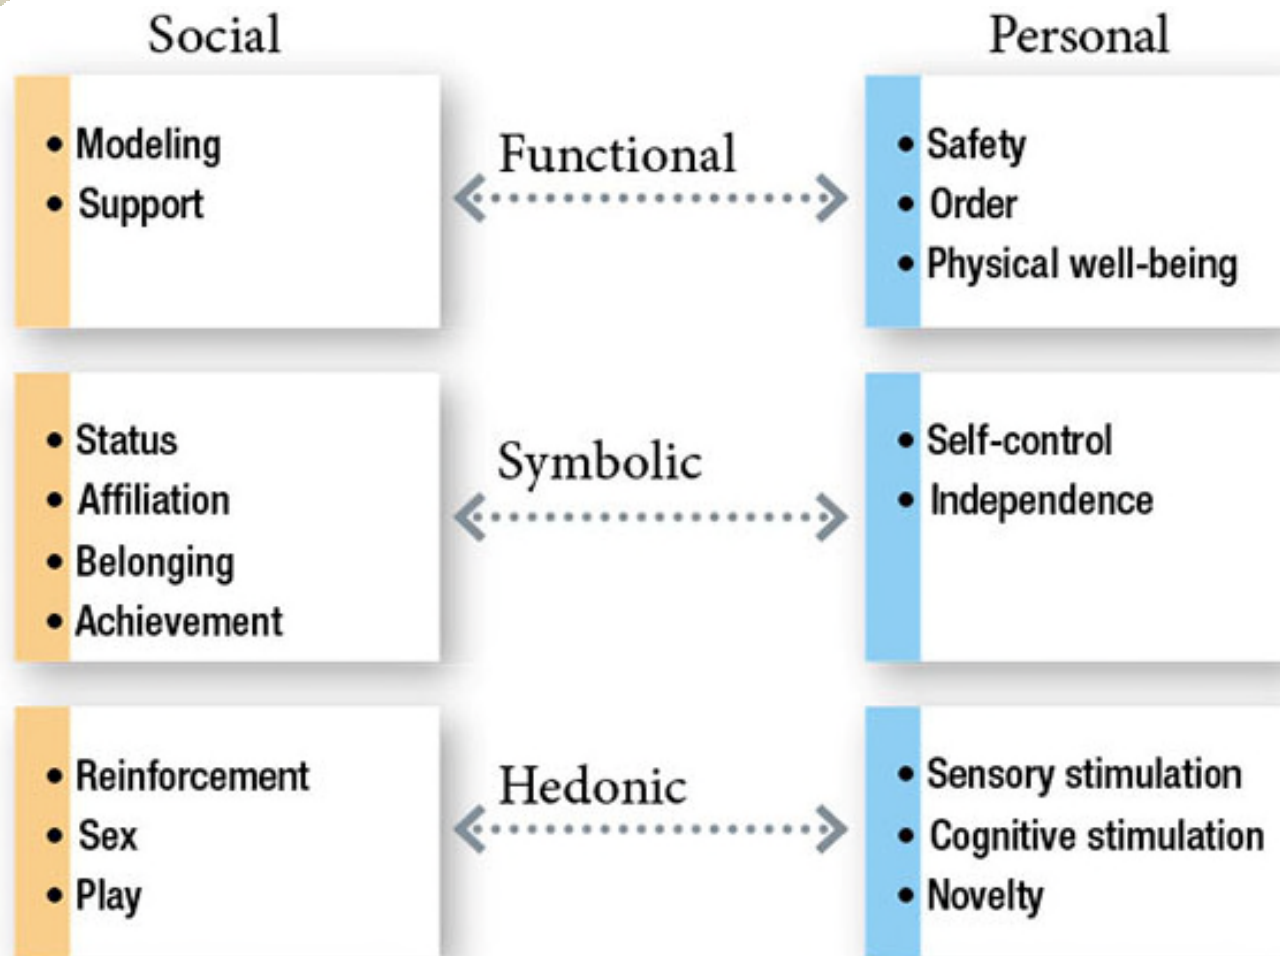 Social
Personal
• Modeling
• Support
Functional
• Safety
• Order
• Physical well-being
• Status
• Affiliation
• Belonging
• Achievement
Symbolic
• Self-control
• Independence
• Reinforcement
• Sex
• Play
Hedonic
• Sensory stimulation
• Cognitive stimulation
• Novelty